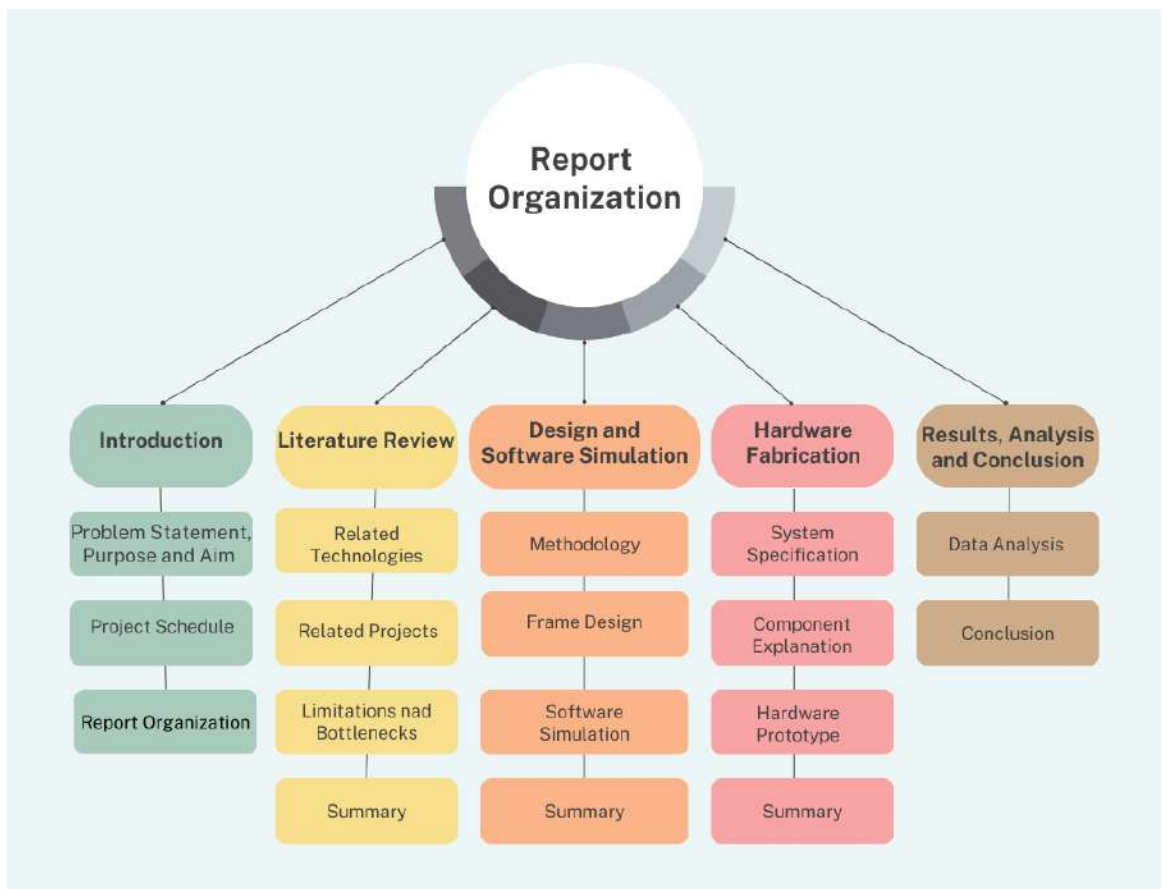 Report
Organization
Introduction
Problem Statement,
Purpose and Aim
Project Schedule
Report Organization
Literature Review
Related
Technologies
Related Projects
Limitations nad
Bottlenecks
Summary
Design and
Software Simulation
Methodology
Frame Design
Software
Simulation
Summary
Hardware
Fabrication
System
Specification
Component
Explanation
Hardware
Prototype
Summary
Results, Analysis
and Conclusion
Data Analysis
Conclusion